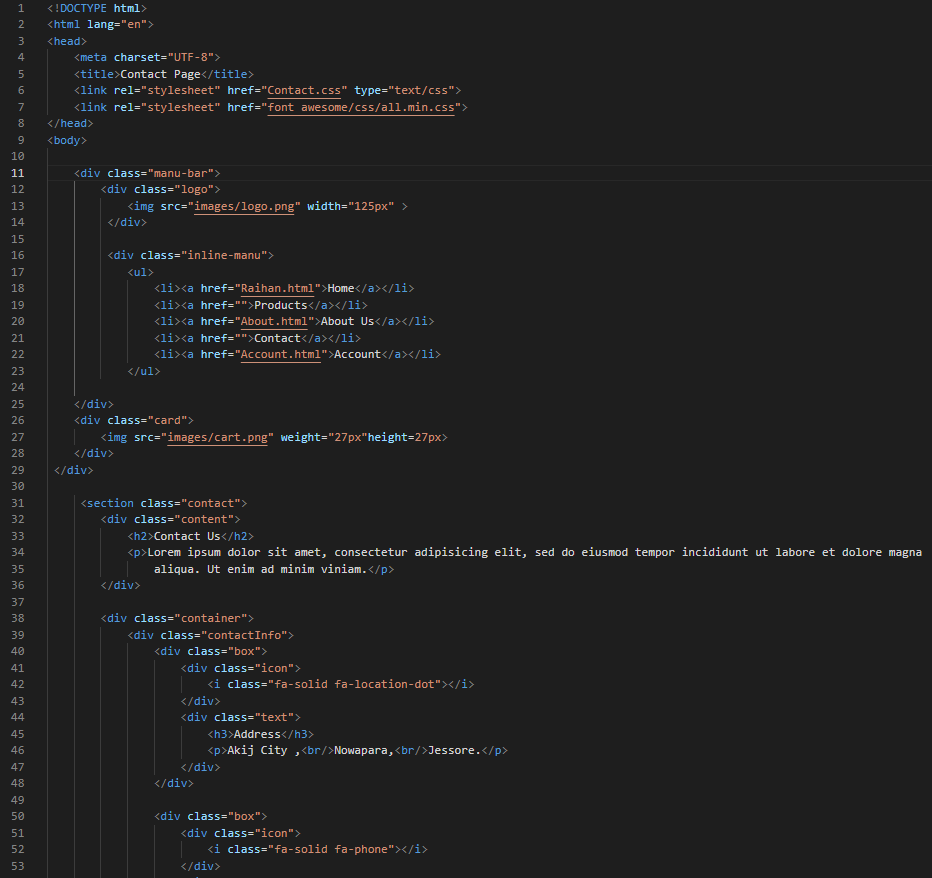 1 <!DOCTYPE html>
2 <html lang="en">
3 <head>
4 <meta charset="UTF-8">
5 <title>Contact Page</title>
6 <link rel="stylesheet" href="Contact.css" type="text/css">
7 <link rel="stylesheet" href="font awesome/css/all.min.css">
8 </head>
9 <body>
10
11 <div class="manu-bar">
12 <div class="logo">
13 <img src="images/logo.png" width="125px" >
14 </div>
15
16 <div class="inline-manu">
17 <ul>
18 <li><a href="Raihan.html">Home</a></li>
19 <li><a href="">Products</a></li>
20 <li><a href="About.html">About Us</a></li>
21 <li><a href="">Contact</a></li>
22 <li><a href="Account.html">Account</a></li>
23 </ul>
24
25 </div>
26 <div class="card">
27 <img src="images/cart.png" weight="27px"height=27px>
28 </div>
29 </div>
30
31 <section class="contact">
32 <div class="content">
33 <h2>Contact Us</h2>
34 <p>Lorem ipsum dolor sit amet, consectetur adipisicing elit, sed do eiusmod tempor incididunt ut labore et dolore magna
35 aliqua. Ut enim ad minim viniam.</p>
36 </div>
37
38 <div class="container">
39 <div class="contactInfo">
40 <div class="box">
41 <div class="icon">
42 <i class="fa-solid fa-location-dot"></i>
43 </div>
44 <div class="text">
45 <h3>Address</h3>
46 <p>Akij City ,<br/>Nowapara,<br/>Jessore.</p>
47 </div>
48 </div>
49
50 <div class="box">
51 <div class="icon">
52 <i class="fa-solid fa-phone"></i>
53 </div>